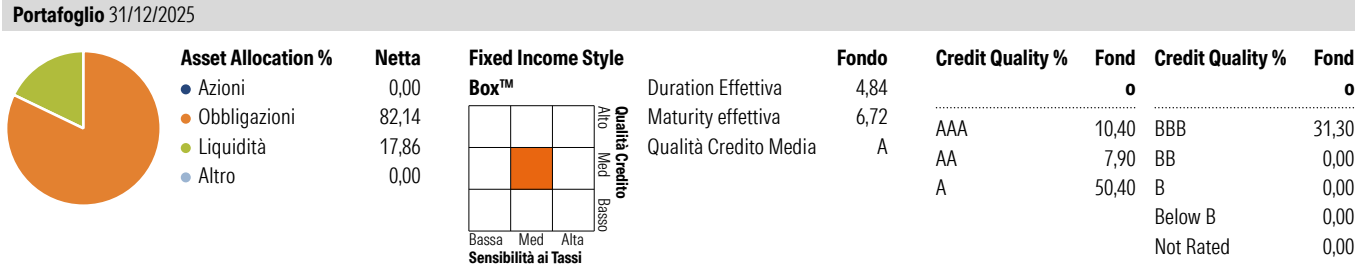 Portafoglio 31/12/2025
Asset Allocation % Netta
Azioni 0,00
Obbligazioni 82,14
Liquidità 17,86
Altro 0,00
Fixed Income Style
Box™
Alto Med Basso
Qualità Credito
Bassa Med Alta
Sensibilità ai Tassi
Fondo
Duration Effettiva 4,84
Maturity effettiva 6,72
Qualità Credito Media A
Credit Quality % Fond
o
AAA 10,40
AA 7,90
A 50,40
Credit Quality % Fond
o
BBB 31,30
BB 0,00
B 0,00
Below B 0,00
Not Rated 0,00